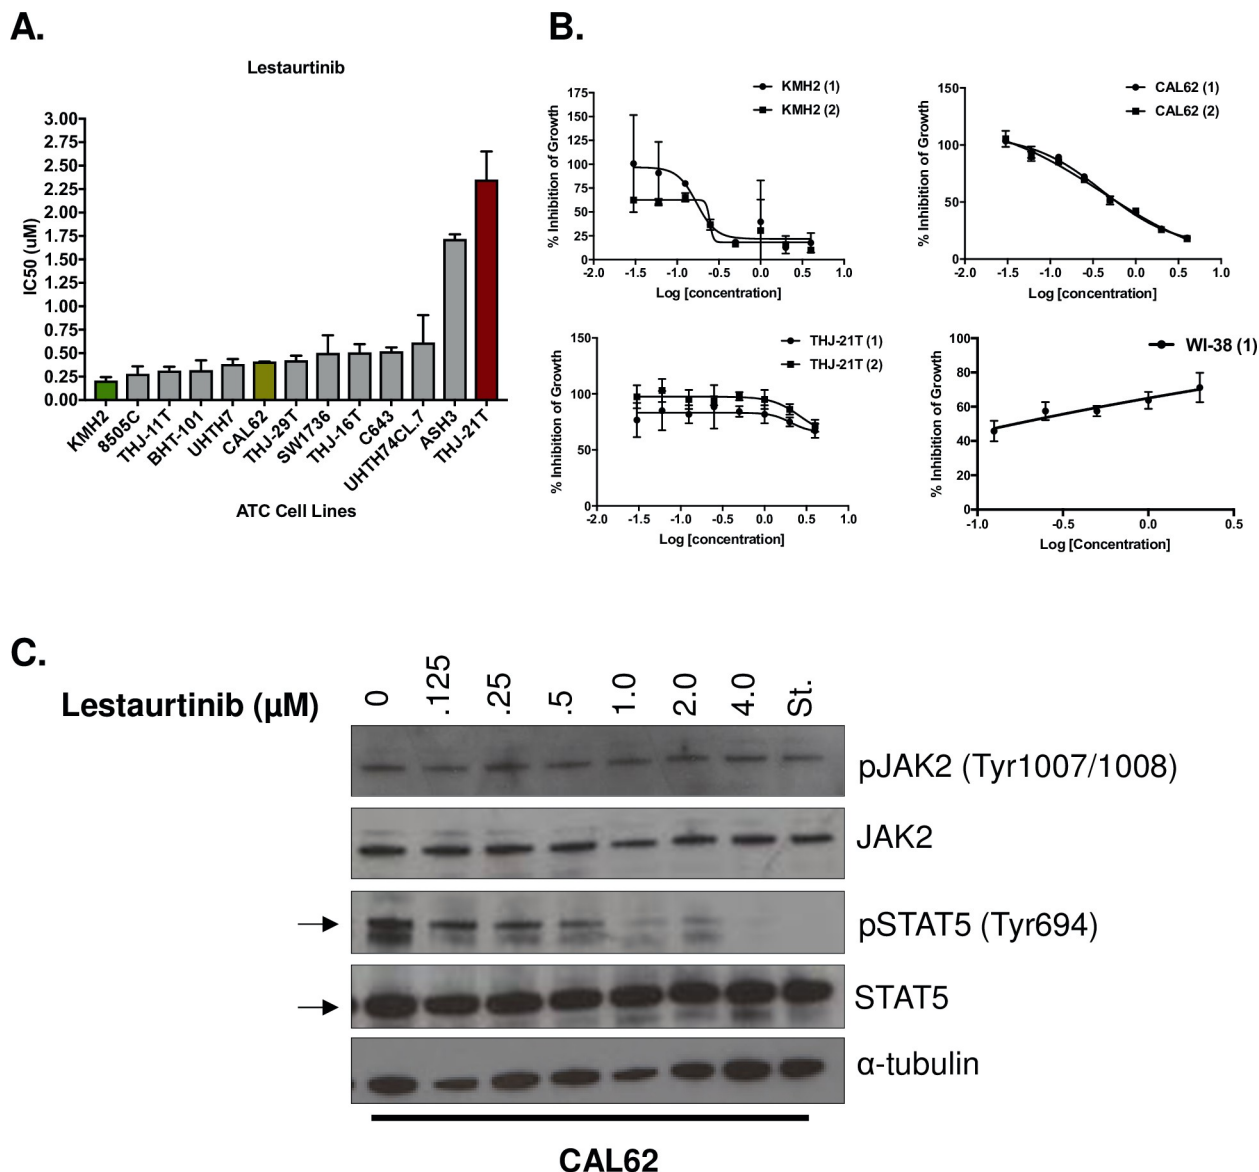 A.
Lestaurtinib
IC50 (uM)
3.00
2.75
2.50
2.25
2.00
1.75
1.50
1.25
1.00
0.75
0.50
0.25
0.00
KMH2
8505C
THJ-11T
BHT-101
UHTH7
CAL62
THJ-29T
SW1736
THJ-16T
C643
UHTH74CL.7
ASH3
THJ-21T
ATC Cell Lines
B.
KMH2 (1)
KMH2 (2)
% Inhibition of Growth
175
150
125
100
75
50
25
0
-2.0 -1.5 -1.0 -0.5 0.0 0.5 1.0
Log [concentration]
CAL62 (1)
CAL62 (2)
% Inhibition of Growth
150
100
50
0
-2.0 -1.5 -1.0 -0.5 0.0 0.5 1.0
Log [concentration]
THJ-21T (1)
THJ-21T (2)
% Inhibition of Growth
150
100
50
0
-2.0 -1.5 -1.0 -0.5 0.0 0.5 1.0
Log [concentration]
WI-38 (1)
% Inhibition of Growth
100
80
60
40
20
0
-1.0 -0.5 0.0 0.5
Log [Concentration]
C.
Lestaurtinib (µM) 0 .125 .25 .5 1.0 2.0 4.0 St.
pJAK2 (Tyr1007/1008)
JAK2
pSTAT5 (Tyr694)
STAT5
α-tubulin
CAL62